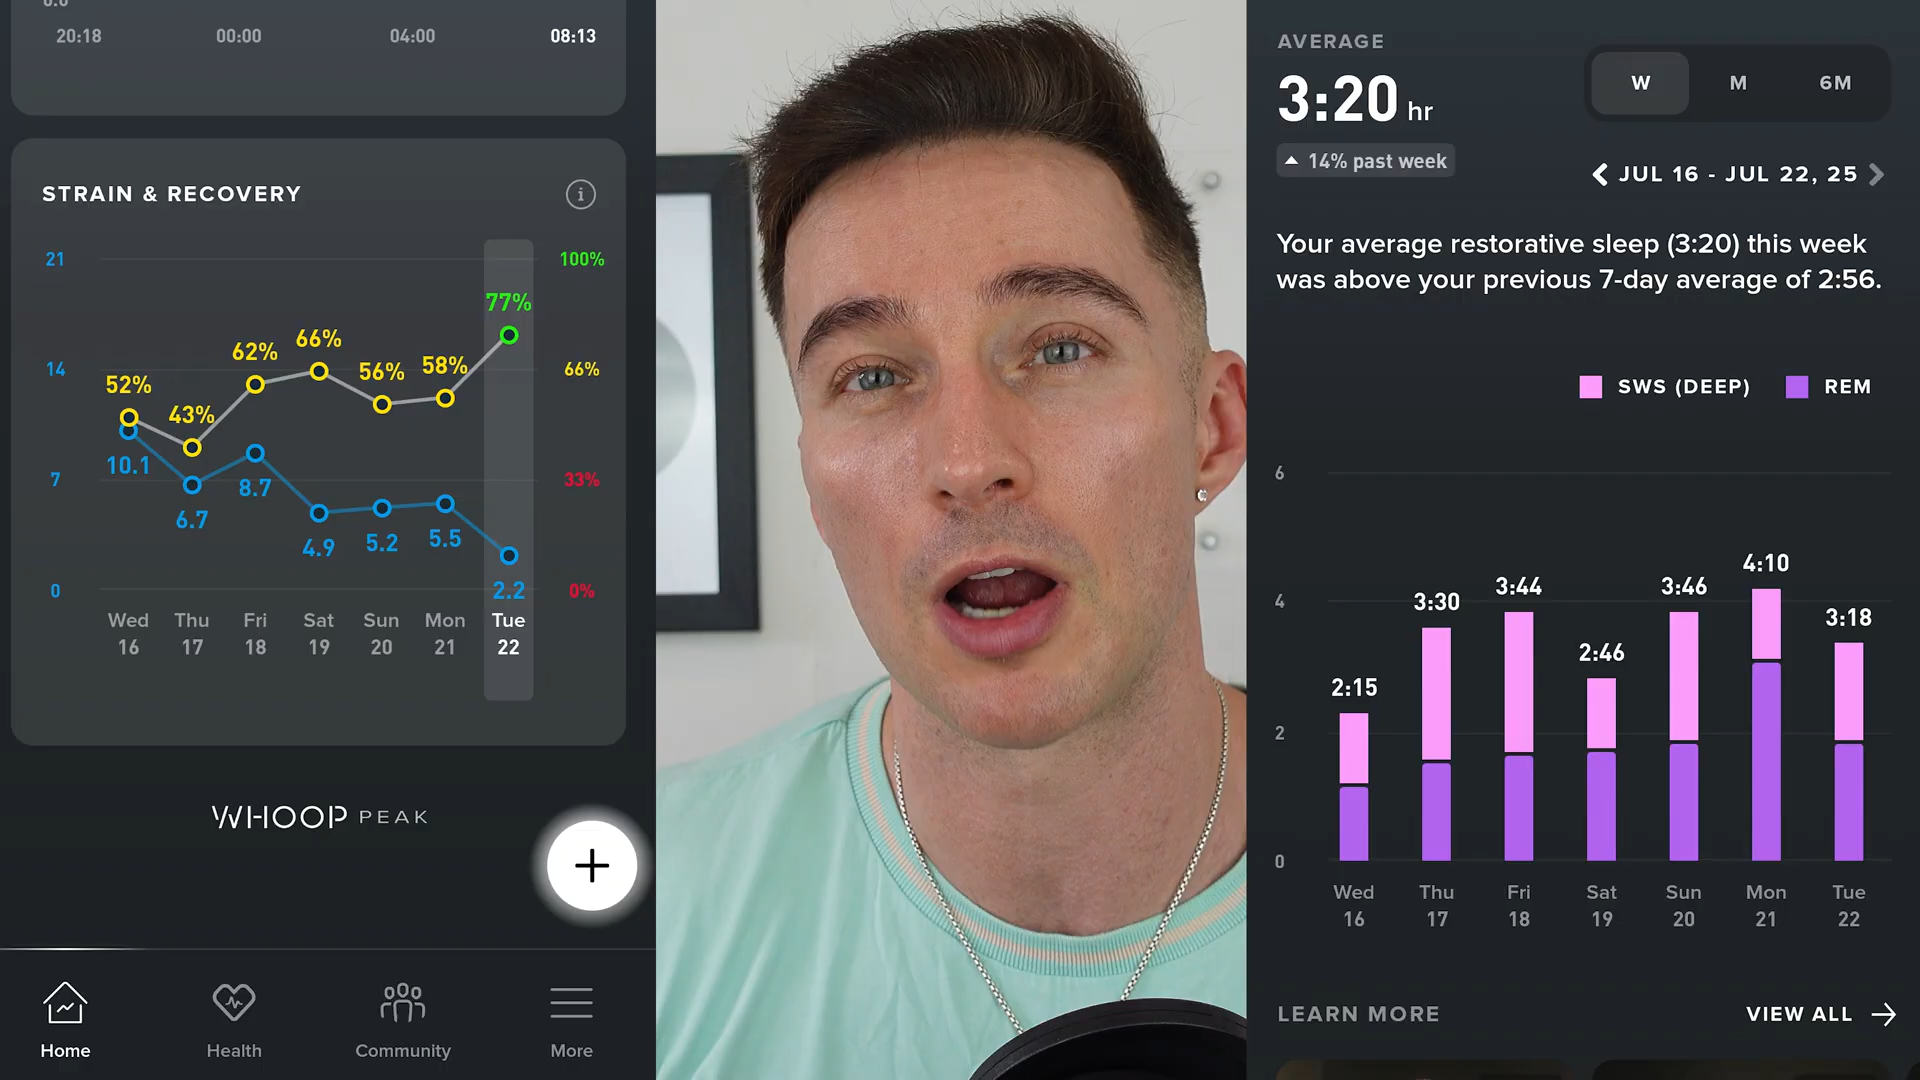 20:18 00:00 04:00 08:13
STRAIN & RECOVERY
21 100%
77%
14 66%
52% 43% 62% 66% 56% 58%
10.1 6.7 8.7 4.9 5.2 5.5 2.2
7 33%
0 0%
Wed Thu Fri Sat Sun Mon Tue
16 17 18 19 20 21 22
WHOOP PEAK
+
Home Health Community More
AVERAGE
3:20 hr
14% past week
W M 6M
JUL 16 - JUL 22, 25
Your average restorative sleep (3:20) this week
was above your previous 7-day average of 2:56.
SWS (DEEP) REM
6
4
2
0
2:15 3:30 3:44 2:46 3:46 4:10 3:18
Wed Thu Fri Sat Sun Mon Tue
16 17 18 19 20 21 22
LEARN MORE VIEW ALL